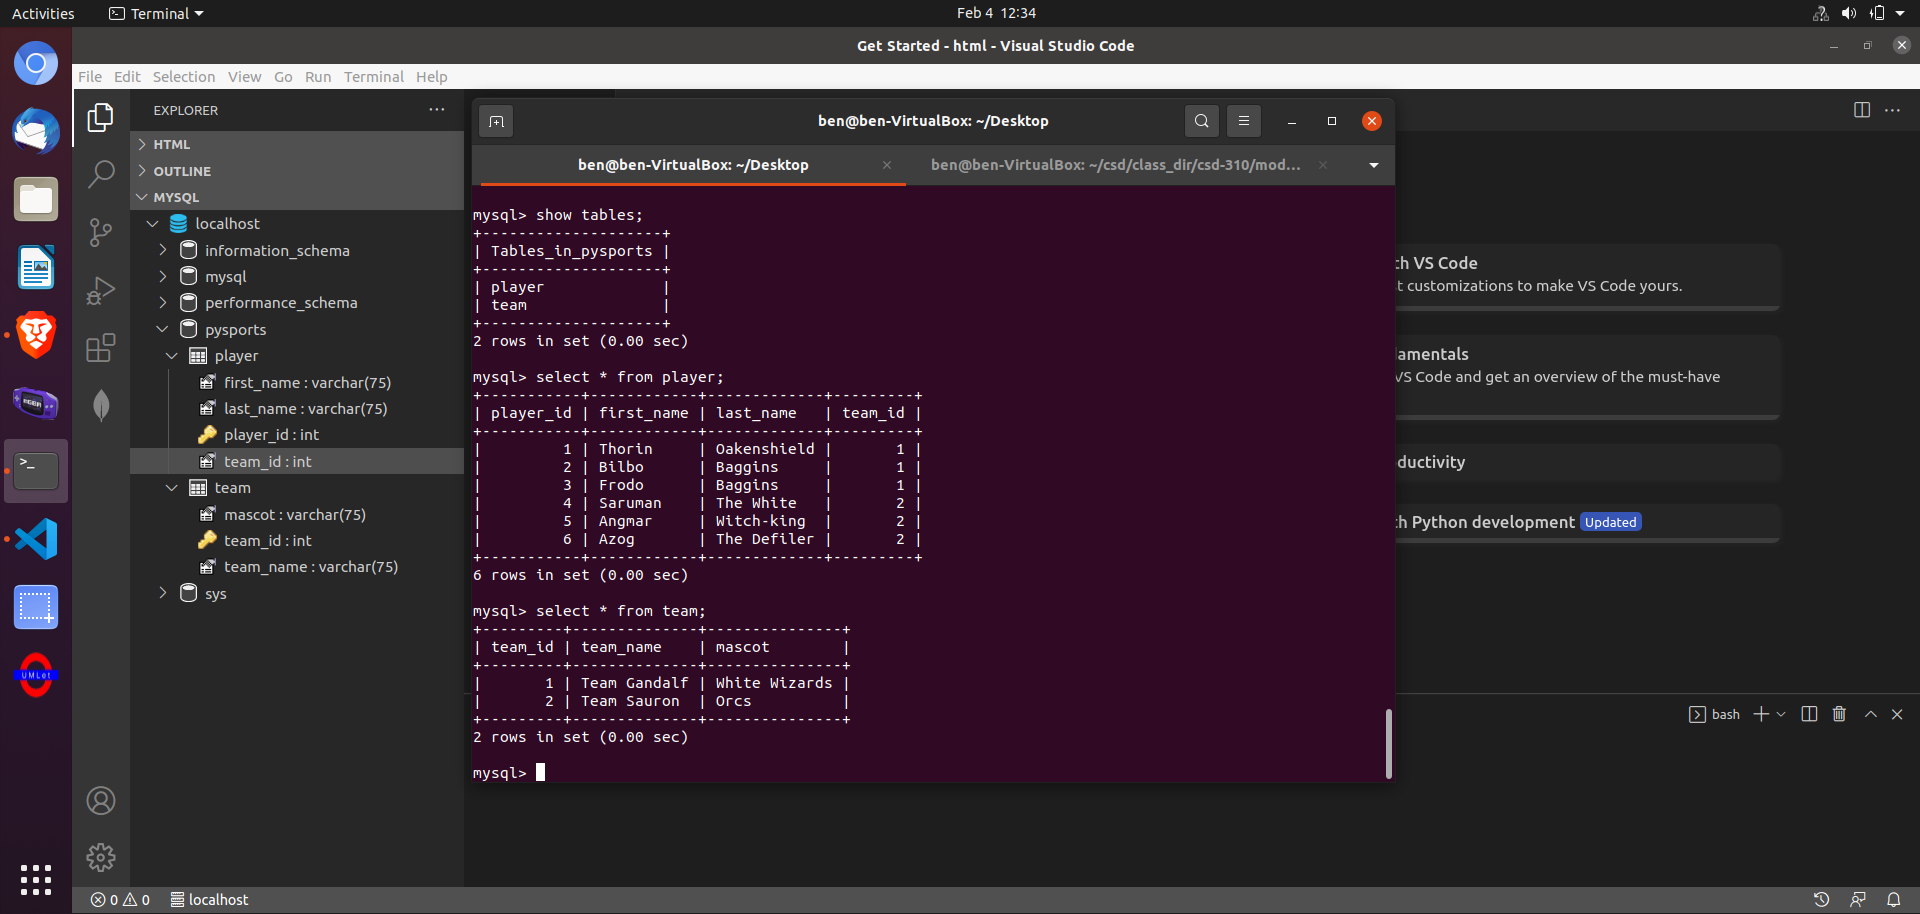 Activities
Terminal
Feb 4 12:34
Get Started - html - Visual Studio Code
File Edit Selection View Go Run Terminal Help
EXPLORER
HTML
OUTLINE
MYSQL
localhost
information_schema
mysql
performance_schema
pysports
player
first_name : varchar(75)
last_name : varchar(75)
player_id : int
team_id : int
team
mascot : varchar(75)
team_id : int
team_name : varchar(75)
sys
ben@ben-VirtualBox: ~/Desktop
ben@ben-VirtualBox: ~/Desktop
ben@ben-VirtualBox: ~/csd/class_dir/csd-310/mod...
mysql> show tables;
+--------------------+
| Tables_in_pysports |
+--------------------+
| player             |
| team               |
+--------------------+
2 rows in set (0.00 sec)
mysql> select * from player;
+-----------+------------+-------------+---------+
| player_id | first_name | last_name   | team_id |
+-----------+------------+-------------+---------+
|         1 | Thorin     | Oakenshield |       1 |
|         2 | Bilbo      | Baggins     |       1 |
|         3 | Frodo      | Baggins     |       1 |
|         4 | Saruman    | The White   |       2 |
|         5 | Angmar     | Witch-king  |       2 |
|         6 | Azog       | The Defiler |       2 |
+-----------+------------+-------------+---------+
6 rows in set (0.00 sec)
mysql> select * from team;
+---------+--------------+---------------+
| team_id | team_name    | mascot        |
+---------+--------------+---------------+
|       1 | Team Gandalf | White Wizards |
|       2 | Team Sauron  | Orcs          |
+---------+--------------+---------------+
2 rows in set (0.00 sec)
mysql>
th VS Code
t customizations to make VS Code yours.
lamentals
VS Code and get an overview of the must-have
ductivity
th Python development Updated
bash
UMLet
0 0
localhost